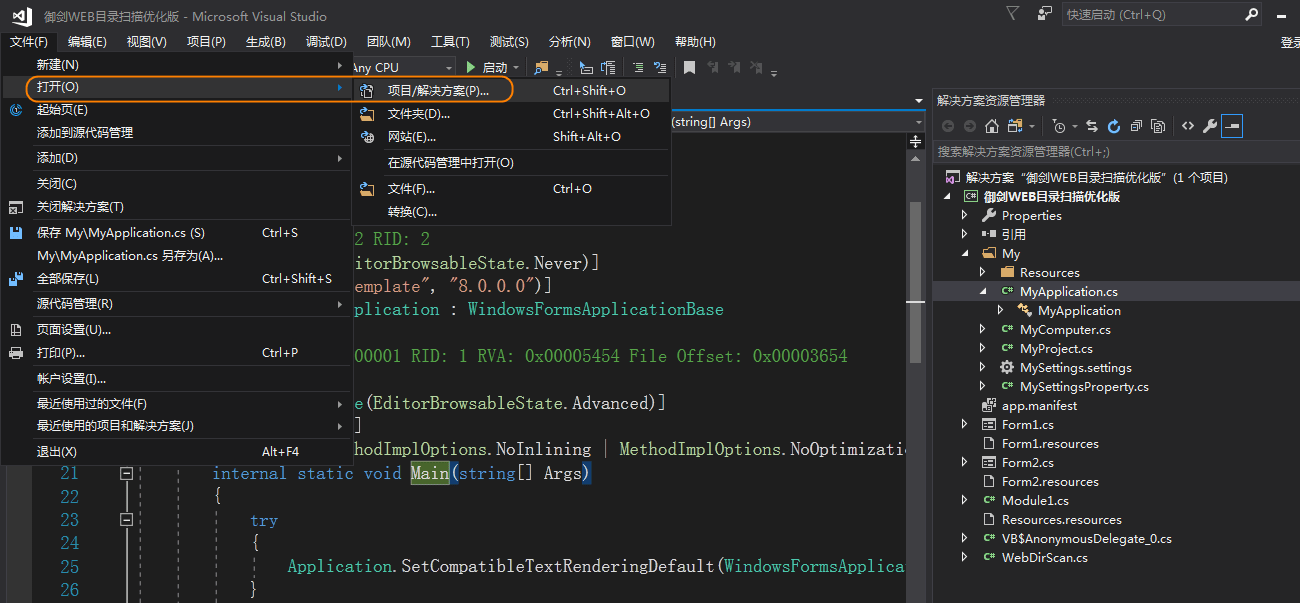 御剑WEB目录扫描优化版 - Microsoft Visual Studio
快速启动 (Ctrl+Q)
文件(F) 编辑(E) 视图(V) 项目(P) 生成(B) 调试(D) 团队(M) 工具(T) 测试(S) 分析(N) 窗口(W) 帮助(H)
登录
Any CPU 启动
新建(N)
打开(O)
起始页(E)
添加到源代码管理
添加(D)
关闭(C)
关闭解决方案(T)
保存 My\MyApplication.cs (S) Ctrl+S
My\MyApplication.cs 另存为(A)...
全部保存(L) Ctrl+Shift+S
源代码管理(R)
页面设置(U)...
打印(P)... Ctrl+P
帐户设置(I)...
最近使用过的文件(F)
最近使用的项目和解决方案(J)
退出(X) Alt+F4
项目/解决方案(P)... Ctrl+Shift+O
文件夹(D)... Ctrl+Shift+Alt+O
网站(E)... Shift+Alt+O
在源代码管理中打开(O)
文件(F)... Ctrl+O
转换(C)...
(string[] Args)
2 RID: 2
itorBrowsableState.Never)]
emplate", "8.0.0.0")]
plication : WindowsFormsApplicationBase
00001 RID: 1 RVA: 0x00005454 File Offset: 0x00003654
e(EditorBrowsableState.Advanced)]
]
hodImplOptions.NoInlining | MethodImplOptions.NoOptimizati
21 internal static void Main(string[] Args)
22 {
23 try
24 {
25 Application.SetCompatibleTextRenderingDefault(WindowsFormsApplica
26 }
解决方案资源管理器
搜索解决方案资源管理器(Ctrl+;)
解决方案 "御剑WEB目录扫描优化版" (1 个项目)
御剑WEB目录扫描优化版
Properties
引用
My
Resources
MyApplication.cs
MyApplication
MyComputer.cs
MyProject.cs
MySettings.settings
MySettingsProperty.cs
app.manifest
Form1.cs
Form1.resources
Form2.cs
Form2.resources
Module1.cs
Resources.resources
VB$AnonymousDelegate_0.cs
WebDirScan.cs